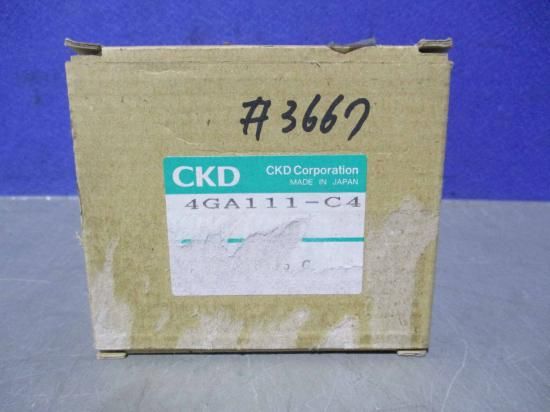 #3667
CKD
CKD Corporation
MADE IN JAPAN
4GA111-C4